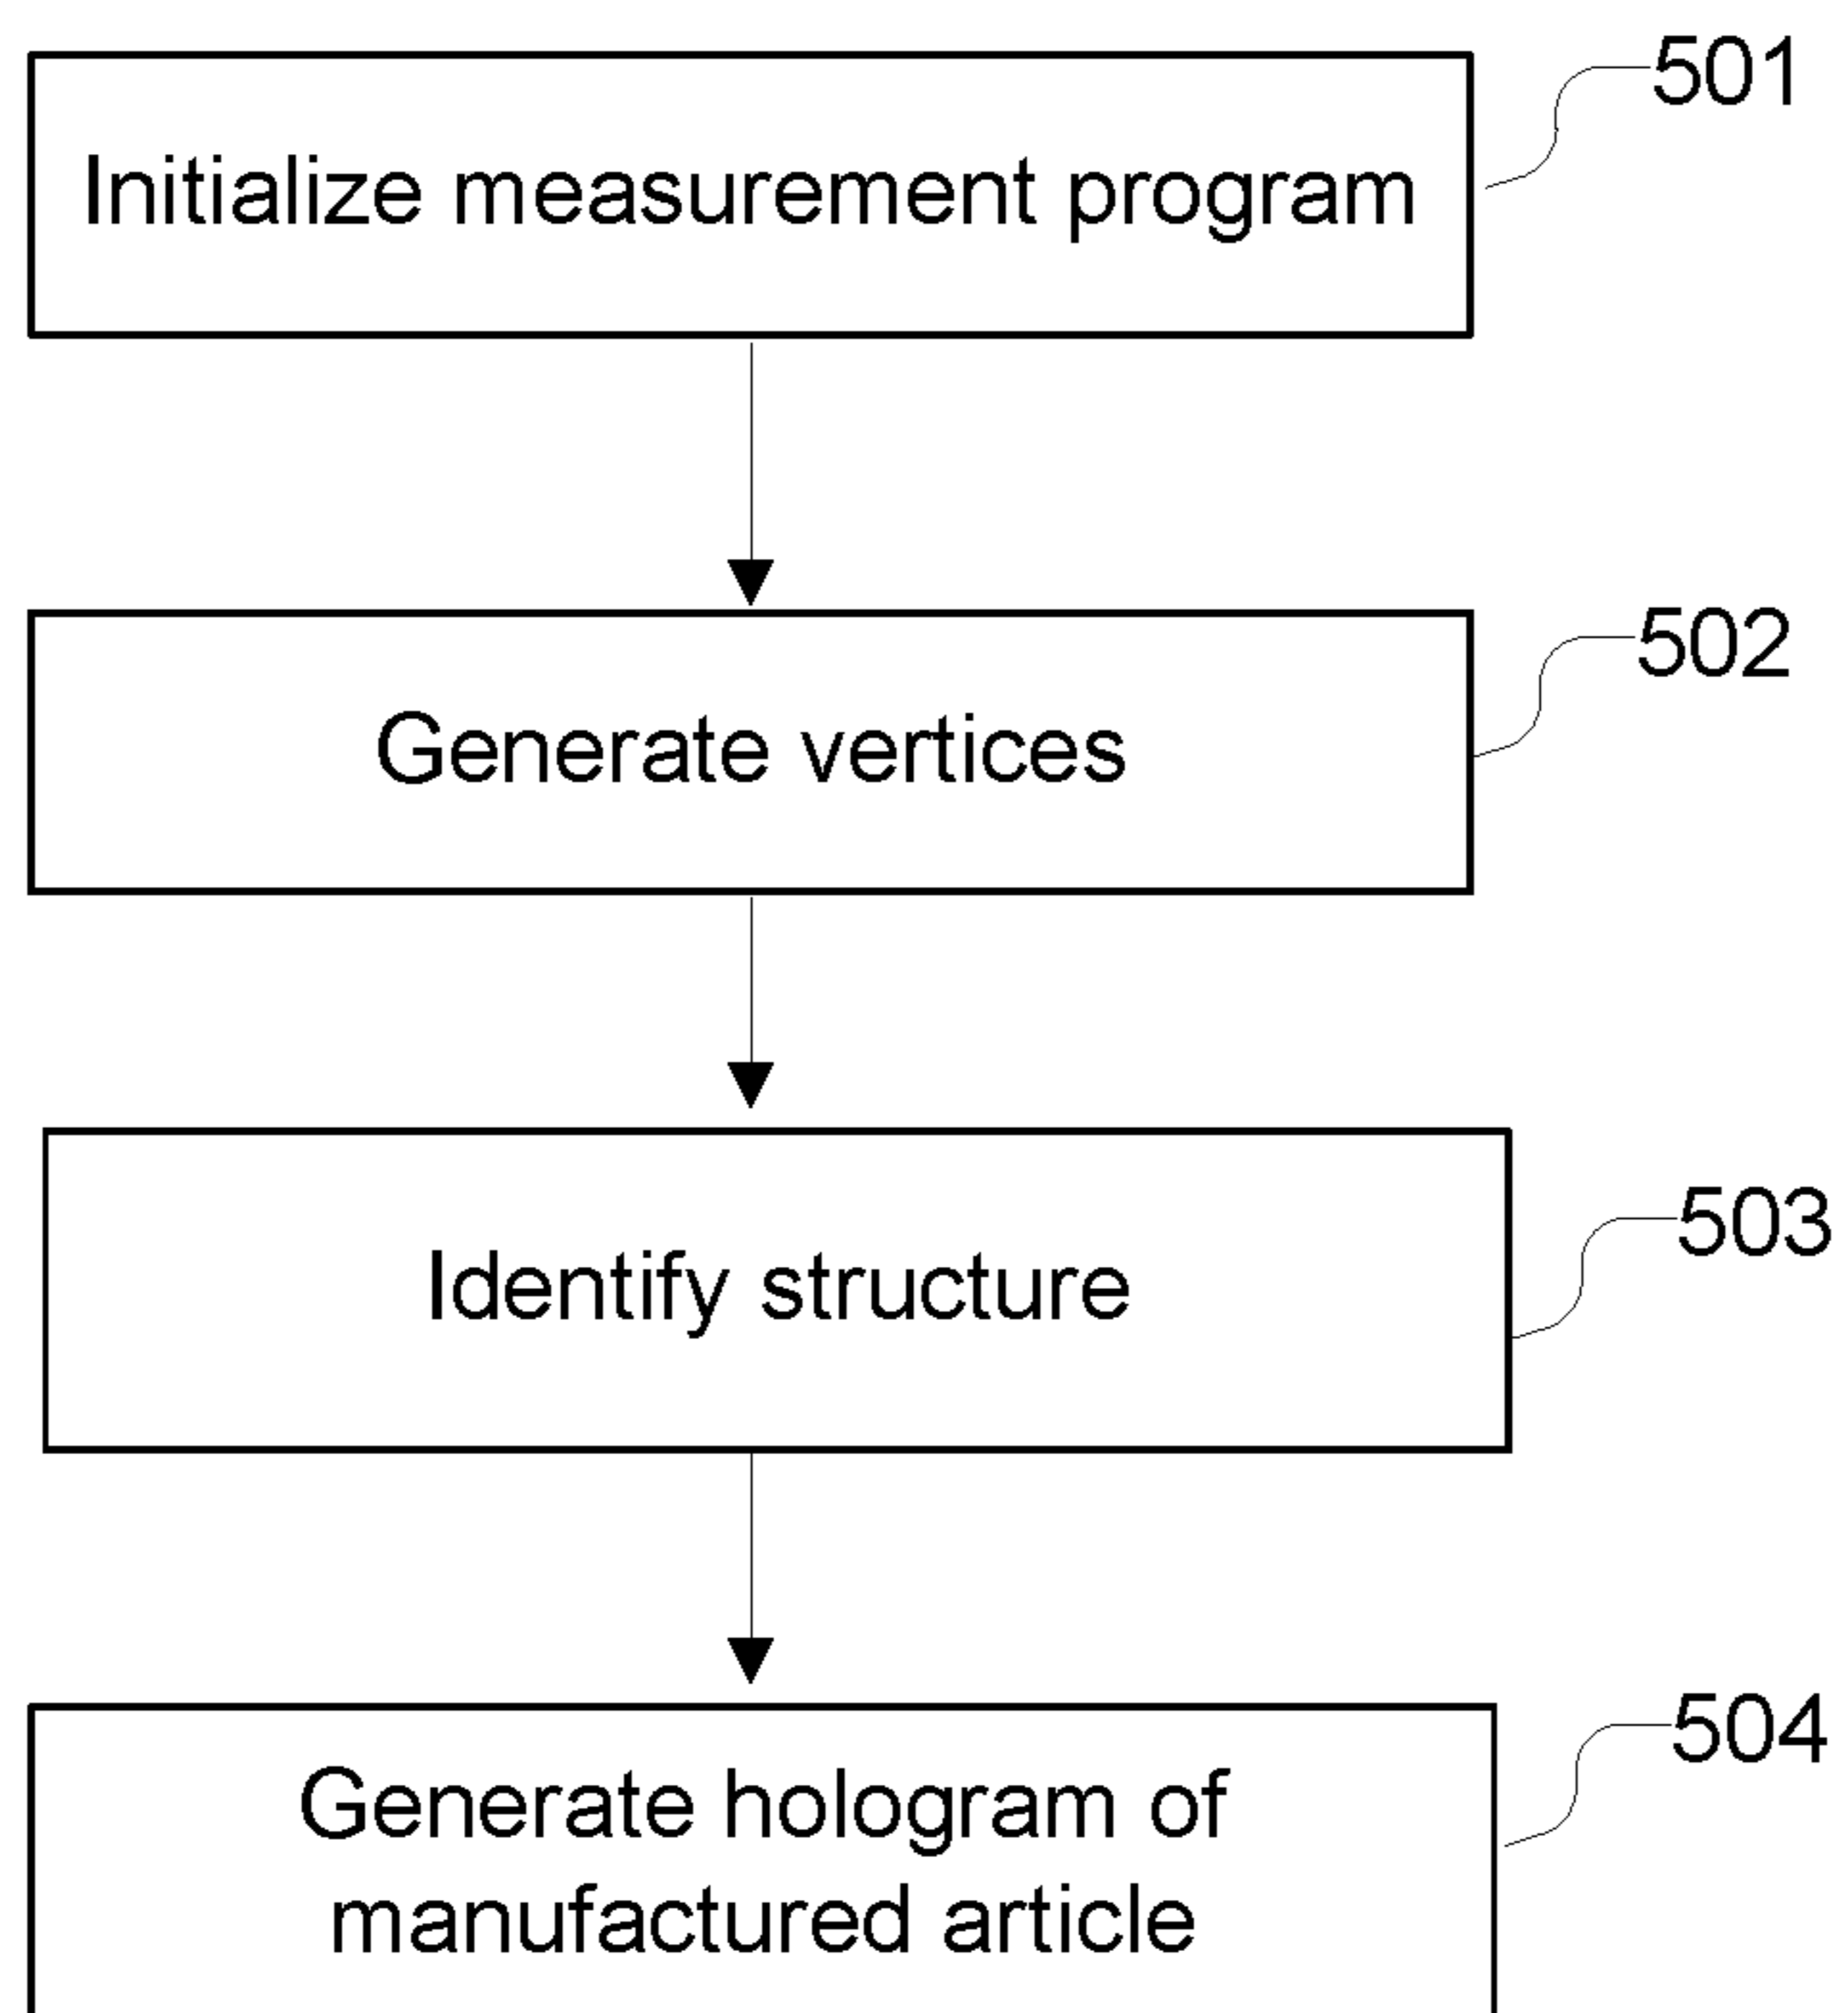 501
Initialize measurement program
502
Generate vertices
503
Identify structure
504
Generate hologram of
manufactured article